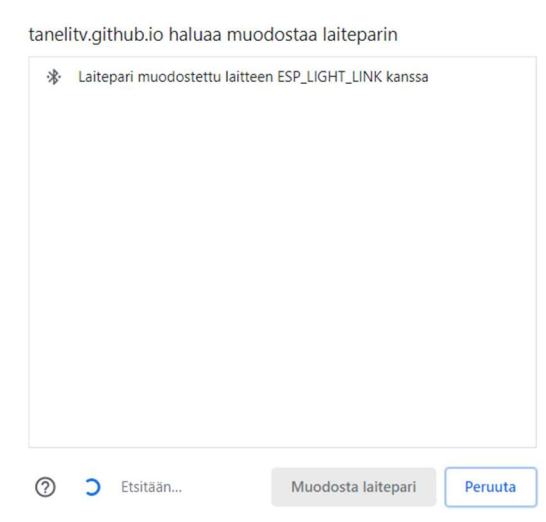 tanelitv.github.io haluaa muodostaa laiteparin
Laitepari muodostettu laitteen ESP_LIGHT_LINK kanssa
Etsitään...
Muodosta laitepari
Peruuta